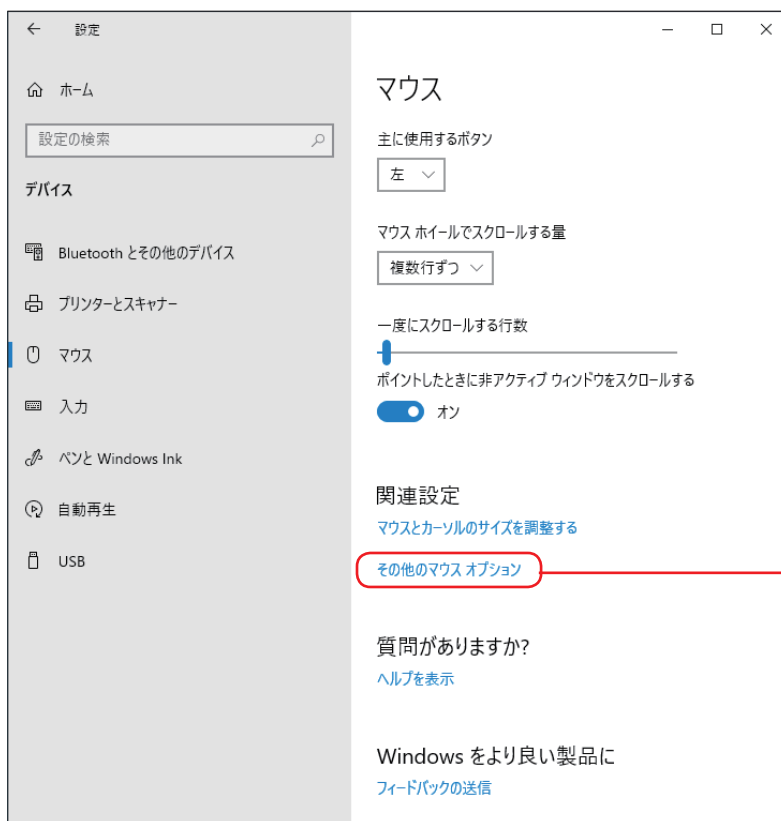 設定
ホーム
設定の検索
デバイス
Bluetooth とその他のデバイス
プリンターとスキャナー
マウス
入力
ペンと Windows Ink
自動再生
USB
マウス
主に使用するボタン
左
マウス ホイールでスクロールする量
複数行ずつ
一度にスクロールする行数
ポイントしたときに非アクティブ ウィンドウをスクロールする
オン
関連設定
マウスとカーソルのサイズを調整する
その他のマウス オプション
質問がありますか?
ヘルプを表示
Windows をより良い製品に
フィードバックの送信